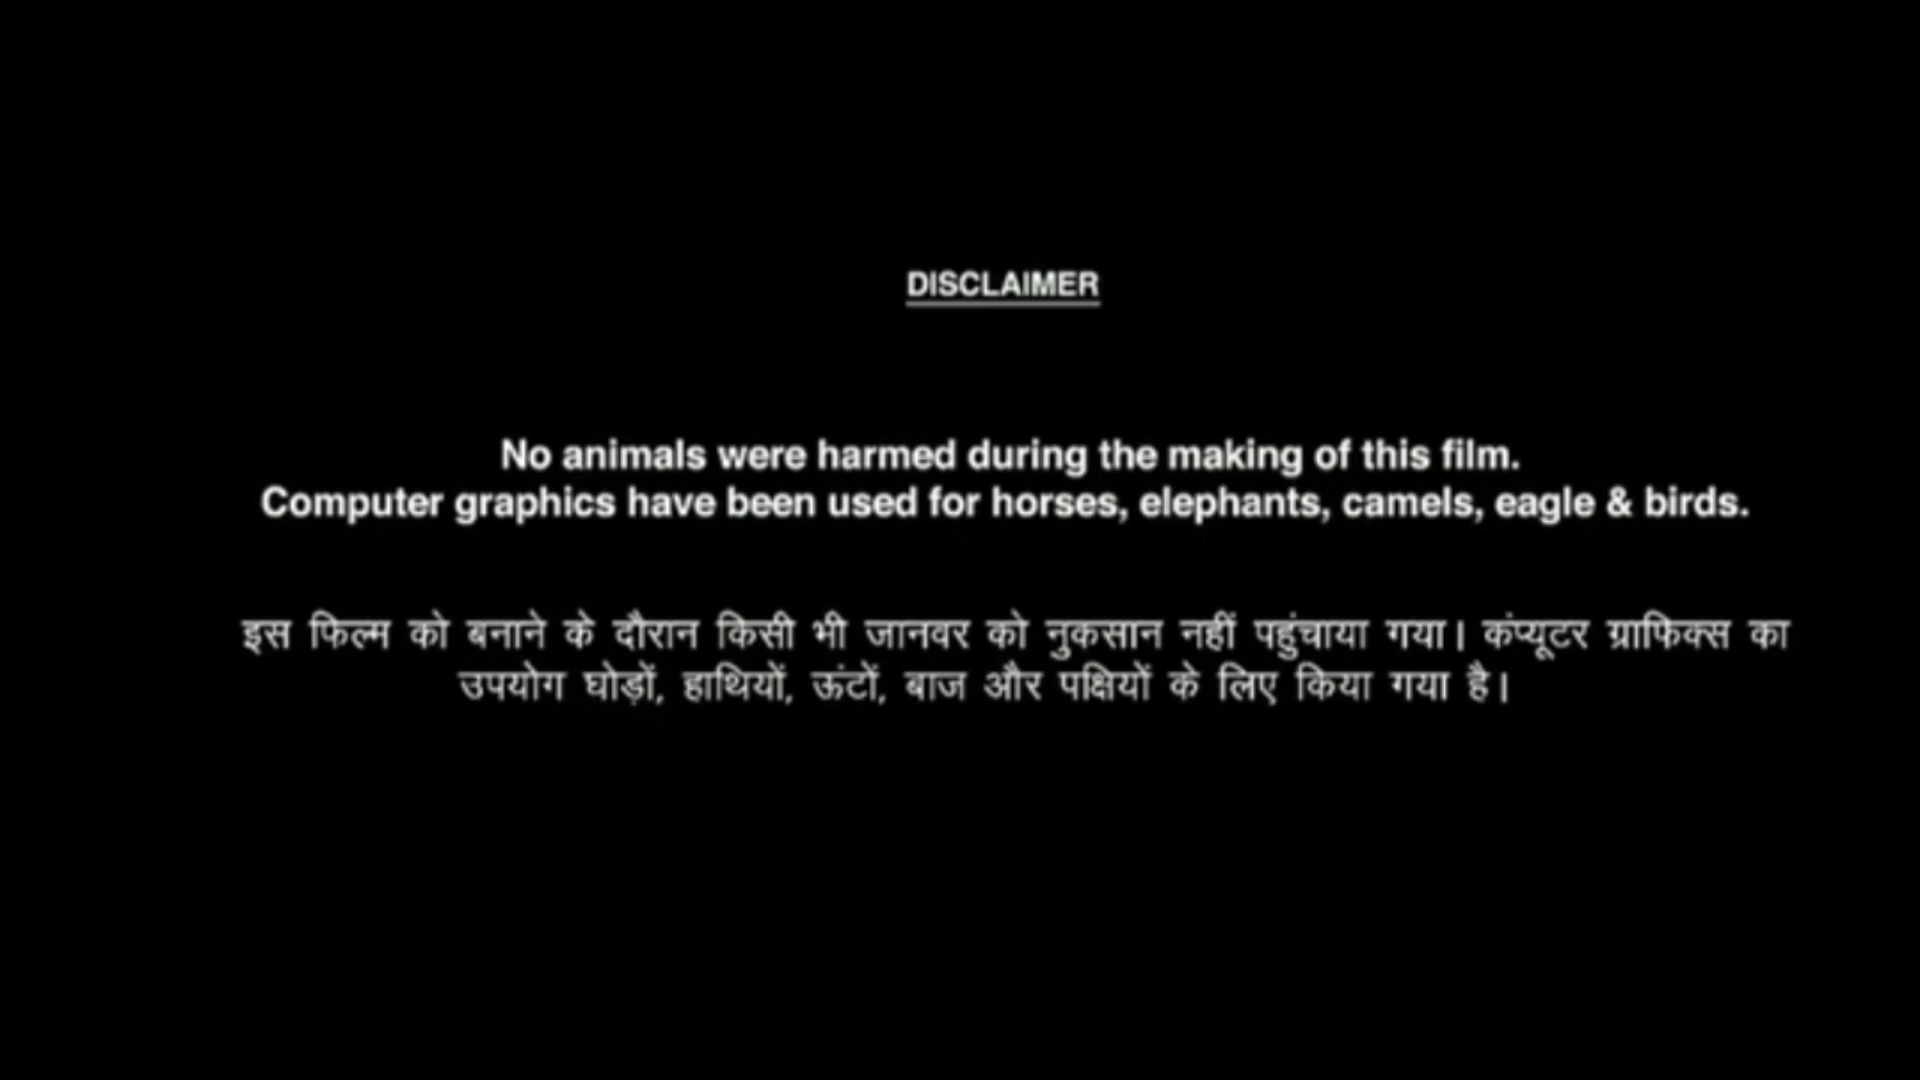 DISCLAIMER
No animals were harmed during the making of this film.
Computer graphics have been used for horses, elephants, camels, eagle & birds.
इस फिल्म को बनाने के दौरान किसी भी जानवर को नुकसान नहीं पहुंचाया गया। कंप्यूटर ग्राफिक्स का
उपयोग घोड़ों, हाथियों, ऊंटों, बाज और पक्षियों के लिए किया गया है।